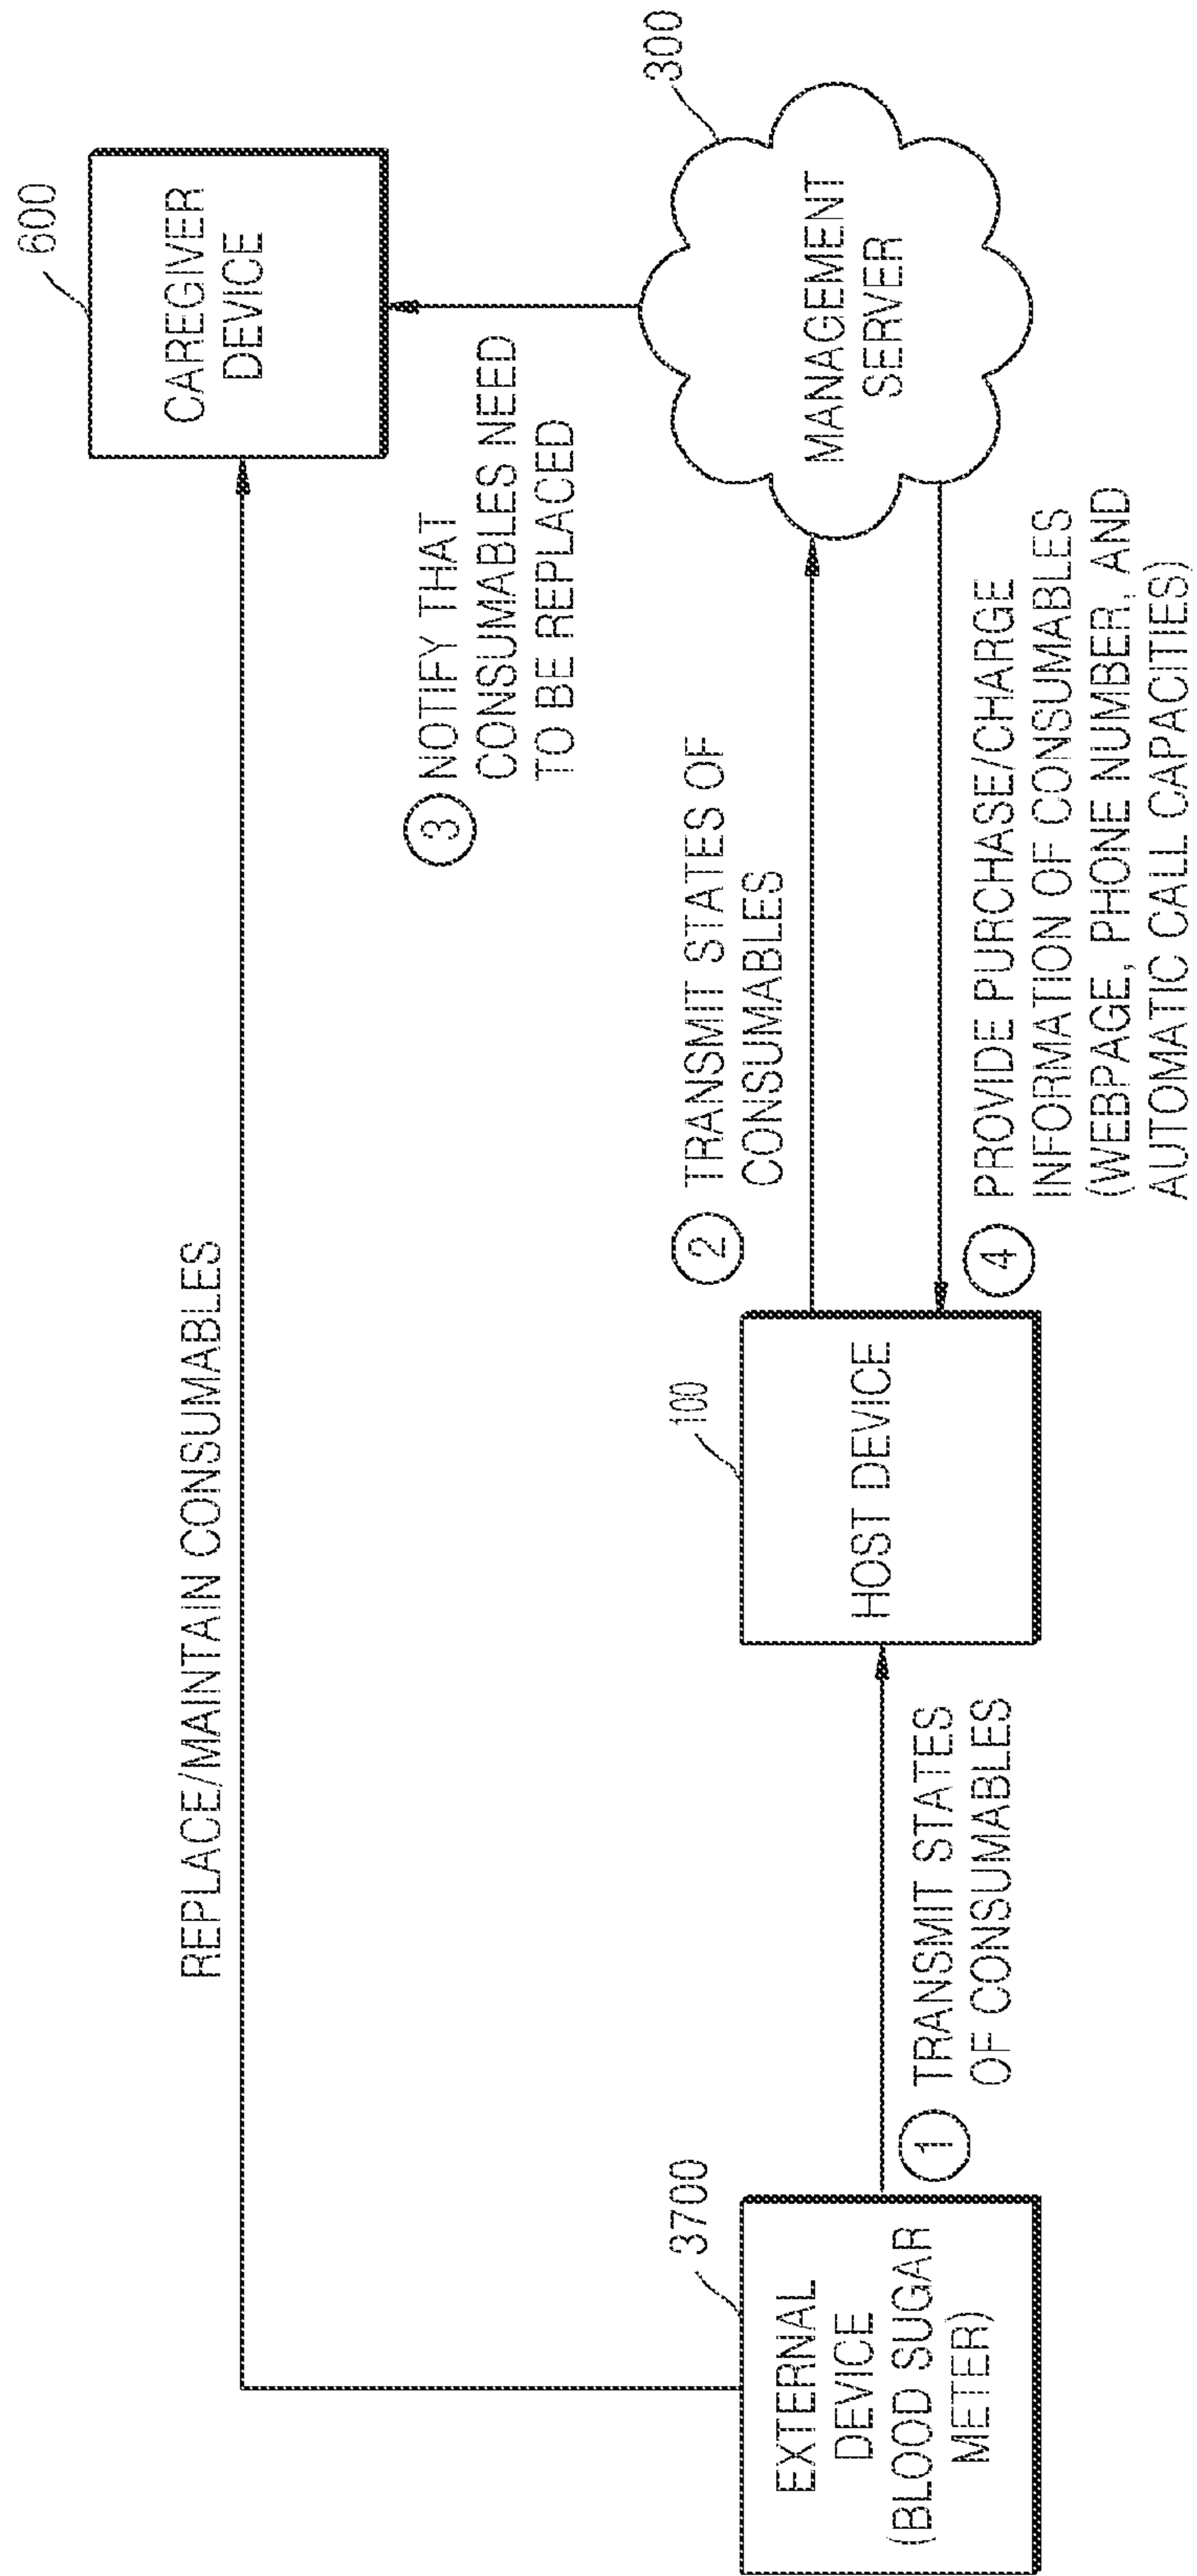 600
CAREGIVER
DEVICE
REPLACE/MAINTAIN CONSUMABLES
3 NOTIFY THAT
CONSUMABLES NEED
TO BE REPLACED
3700
EXTERNAL
DEVICE
(BLOOD SUGAR
METER)
1 TRANSMIT STATES
OF CONSUMABLES
100
HOST DEVICE
2 TRANSMIT STATES OF
CONSUMABLES
300
MANAGEMENT
SERVER
4 PROVIDE PURCHASE/CHARGE
INFORMATION OF CONSUMABLES
(WEBPAGE, PHONE NUMBER, AND
AUTOMATIC CALL CAPACITIES)